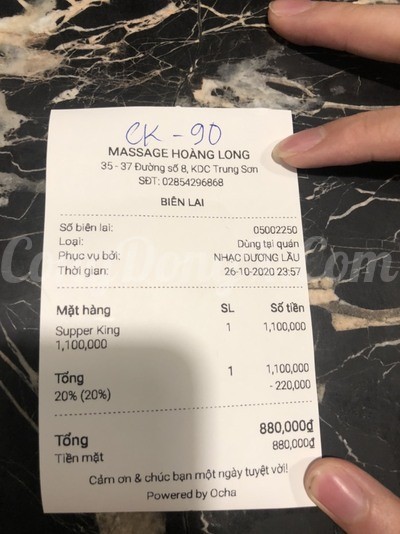 CK - 90
MASSAGE HOÀNG LONG
35 - 37 Đường số 8, KDC Trung Sơn
SĐT: 02854296868
BIÊN LAI
Số biên lai: 05002250
Loại: Dùng tại quán
Phục vụ bởi: NHẠC DƯƠNG LẦU
Thời gian: 26-10-2020 23:57
Mặt hàng SL Số tiền
Supper King 1 1,100,000
1,100,000
Tổng 1 1,100,000
20% (20%) - 220,000
Tổng 880,000₫
Tiền mặt 880,000₫
Cảm ơn & chúc bạn một ngày tuyệt vời!
Powered by Ocha